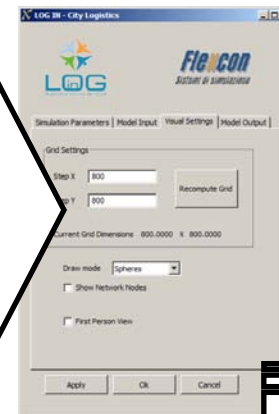 LOG IN - City Logistics
LOG
Flexcon
Sistemi di simulazione
Simulation Parameters | Model Input | Visual Settings | Model Output
Grid Settings
Step X 800
Recompute Grid
ep Y 800
Current Grid Dimensions 800.0000 X 800.0000
Draw mode Spheres
Show Network Nodes
First Person View
Apply Ok Cancel